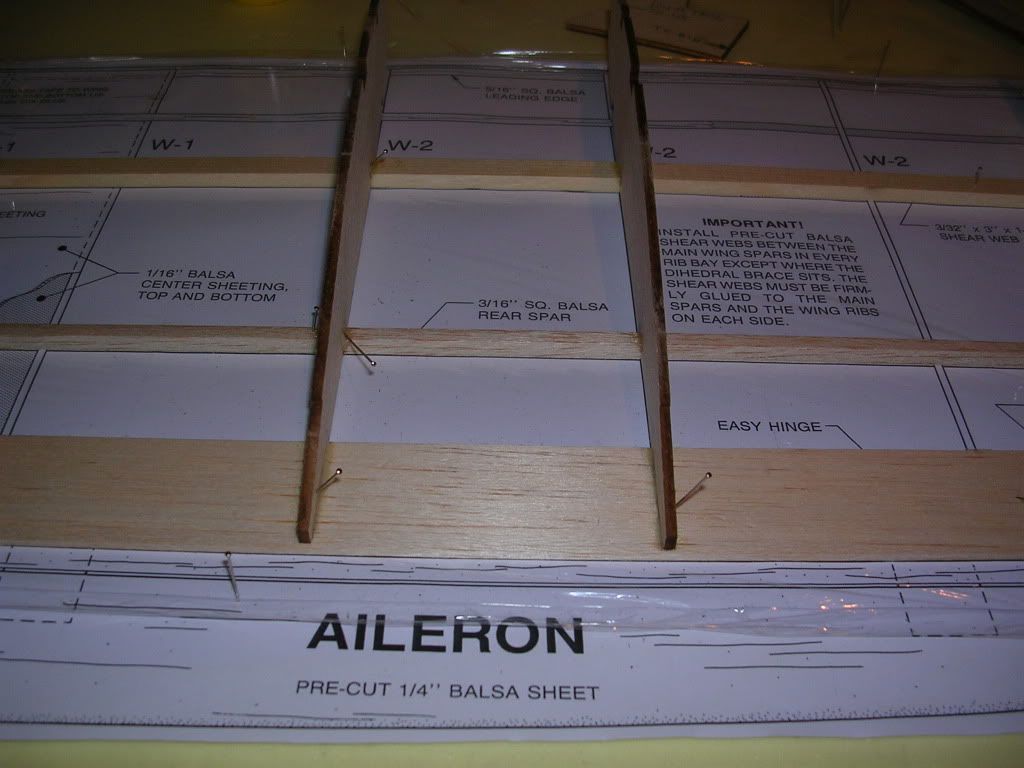 5/16" SQ. BALSA
LEADING EDGE
-1
W-1
W-2
-2
W-2
EETING
1/16" BALSA
CENTER SHEETING,
TOP AND BOTTOM
3/16" SQ. BALSA
REAR SPAR
IMPORTANT!
INSTALL PRE-CUT BALSA
SHEAR WEBS BETWEEN THE
MAIN WING SPARS IN EVERY
RIB BAY EXCEPT WHERE THE
DIHEDRAL BRACE SITS. THE
SHEAR WEBS MUST BE FIRM-
LY GLUED TO THE MAIN
SPARS AND THE WING RIBS
ON EACH SIDE.
3/32" x 3" x 1-
SHEAR WEB
EASY HINGE
AILERON
PRE-CUT 1/4" BALSA SHEET